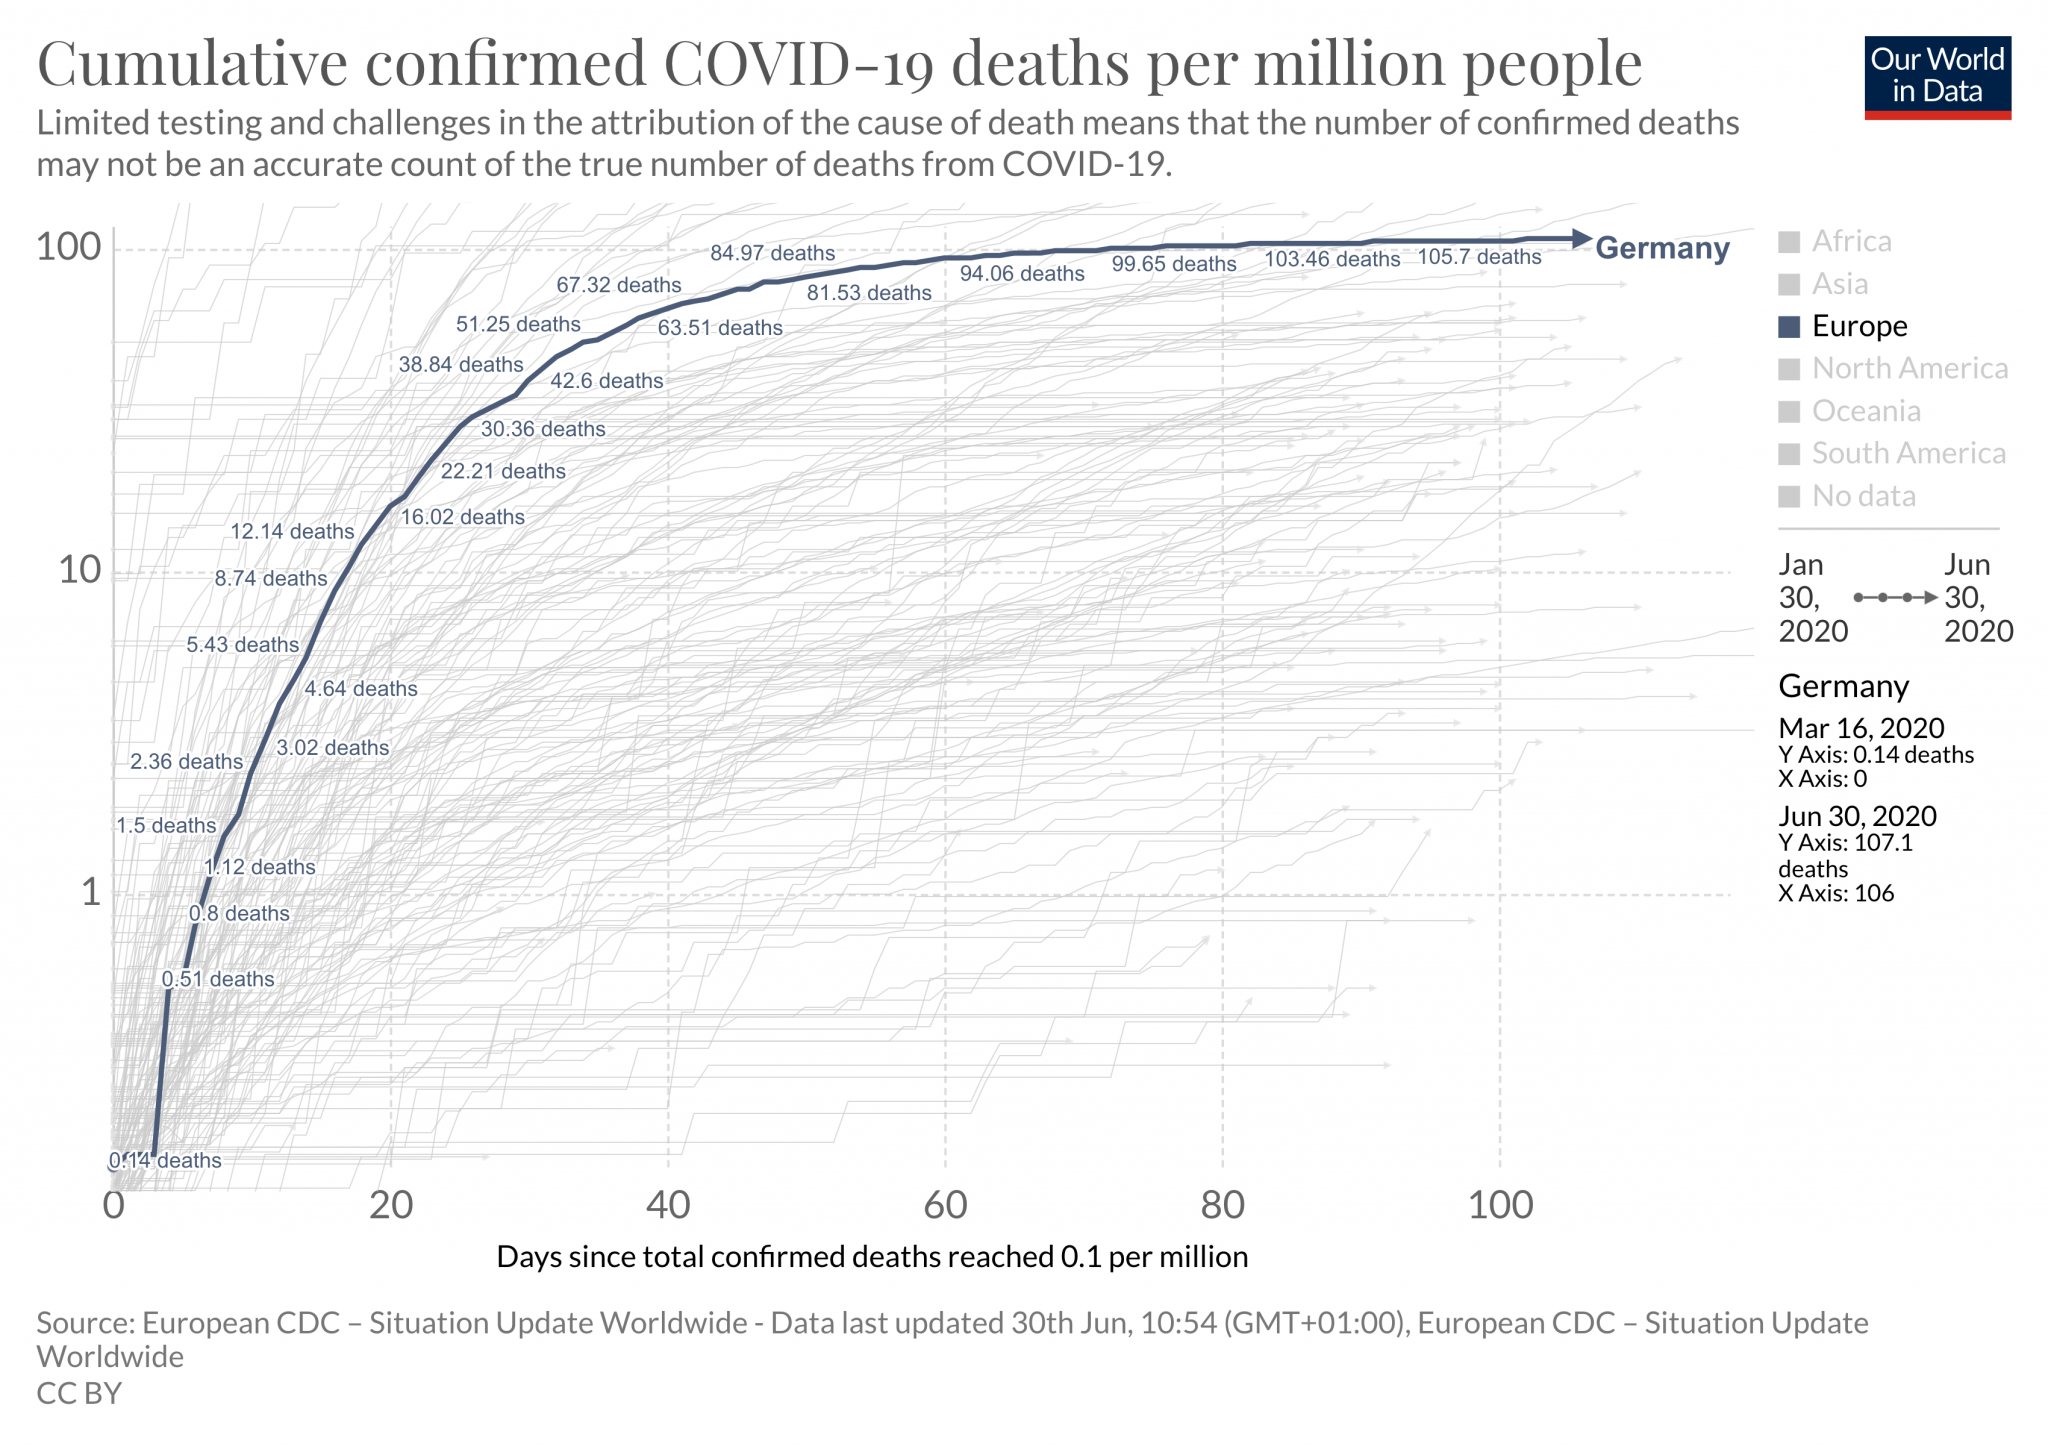 Cumulative confirmed COVID-19 deaths per million people
Our World
in Data
Limited testing and challenges in the attribution of the cause of death means that the number of confirmed deaths
may not be an accurate count of the true number of deaths from COVID-19.
100
10
1
84.97 deaths
67.32 deaths
51.25 deaths
38.84 deaths
94.06 deaths
99.65 deaths
103.46 deaths
105.7 deaths
Germany
81.53 deaths
63.51 deaths
42.6 deaths
30.36 deaths
22.21 deaths
16.02 deaths
12.14 deaths
8.74 deaths
5.43 deaths
4.64 deaths
3.02 deaths
2.36 deaths
1.5 deaths
1.12 deaths
0.8 deaths
0.51 deaths
0.14 deaths
0
20
40
60
80
100
Days since total confirmed deaths reached 0.1 per million
Africa
Asia
Europe
North America
Oceania
South America
No data
Jan
30,
2020
Jun
30,
2020
Germany
Mar 16, 2020
Y Axis: 0.14 deaths
X Axis: 0
Jun 30, 2020
Y Axis: 107.1
deaths
X Axis: 106
Source: European CDC – Situation Update Worldwide - Data last updated 30th Jun, 10:54 (GMT+01:00), European CDC – Situation Update
Worldwide
CC BY